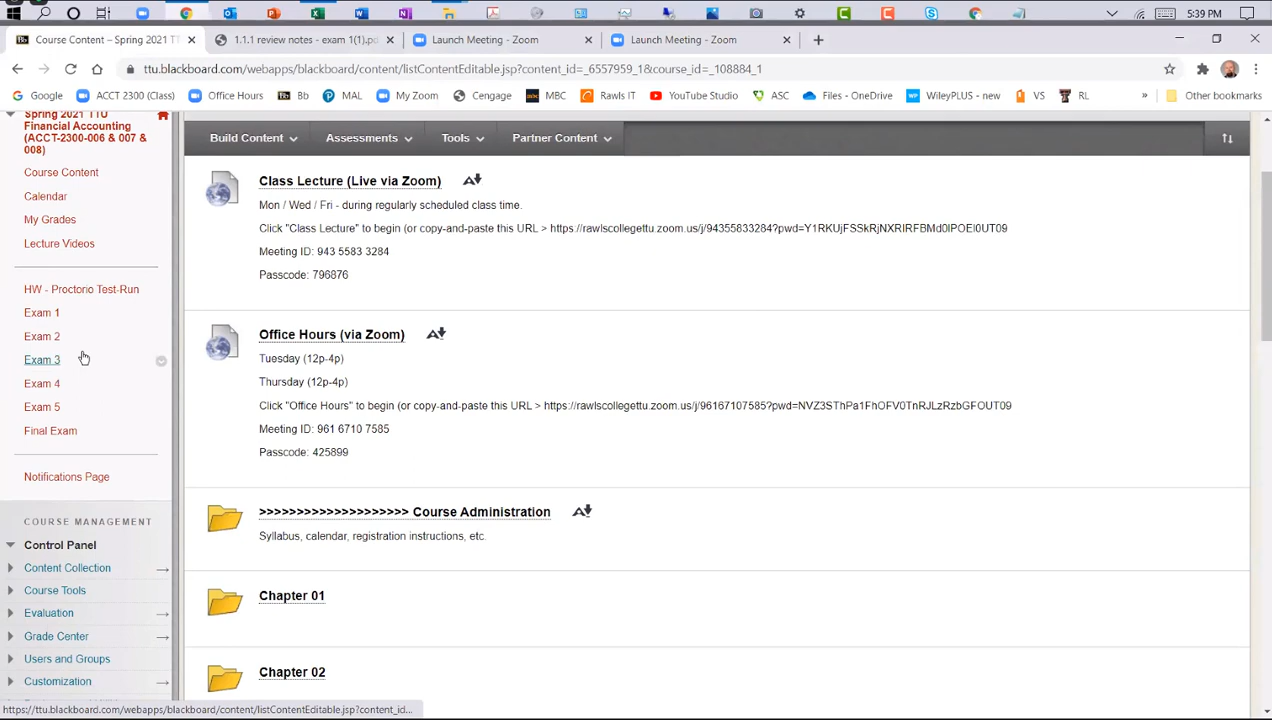 5:39 PM
Course Content – Spring 2021 TT
1.1.1 review notes - exam 1(1).pd
Launch Meeting - Zoom
Launch Meeting - Zoom
ttu.blackboard.com/webapps/blackboard/content/listContentEditable.jsp?content_id=_6557959_1&course_id=_108884_1
Google
ACCT 2300 (Class)
Office Hours
Bb
MAL
My Zoom
Cengage
MBC
Rawls IT
YouTube Studio
ASC
Files - OneDrive
WileyPLUS - new
VS
RL
»
Other bookmarks
Spring 2021 TTU
Financial Accounting
(ACCT-2300-006 & 007 &
008)
Course Content
Calendar
My Grades
Lecture Videos
HW - Proctorio Test-Run
Exam 1
Exam 2
Exam 3
Exam 4
Exam 5
Final Exam
Notifications Page
COURSE MANAGEMENT
Control Panel
Content Collection
Course Tools
Evaluation
Grade Center
Users and Groups
Customization
Build Content
Assessments
Tools
Partner Content
Class Lecture (Live via Zoom)
Mon / Wed / Fri - during regularly scheduled class time.
Click "Class Lecture" to begin (or copy-and-paste this URL > https://rawlscollegettu.zoom.us/j/94355833284?pwd=Y1RKUjFSSkRjNXRIRFBMd0lPOEI0UT09
Meeting ID: 943 5583 3284
Passcode: 796876
Office Hours (via Zoom)
Tuesday (12p-4p)
Thursday (12p-4p)
Click "Office Hours" to begin (or copy-and-paste this URL > https://rawlscollegettu.zoom.us/j/96167107585?pwd=NVZ3SThPa1FhOFV0TnRJLzRzbGFOUT09
Meeting ID: 961 6710 7585
Passcode: 425899
>>>>>>>>>>>>>>>>>>>> Course Administration
Syllabus, calendar, registration instructions, etc.
Chapter 01
Chapter 02
https://ttu.blackboard.com/webapps/blackboard/content/listContentEditable.jsp?content_id...